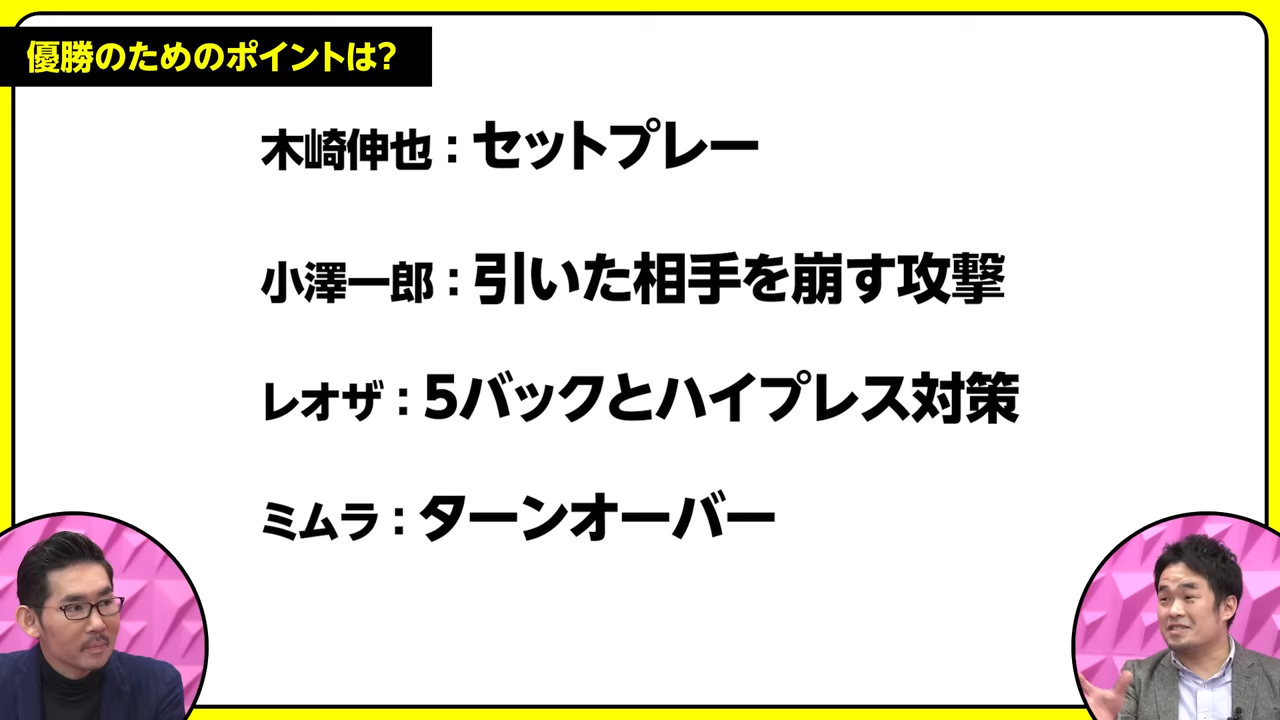 優勝のためのポイントは?
木崎伸也：セットプレー
小澤一郎：引いた相手を崩す攻撃
レオザ：5バックとハイプレス対策
ミムラ：ターンオーバー